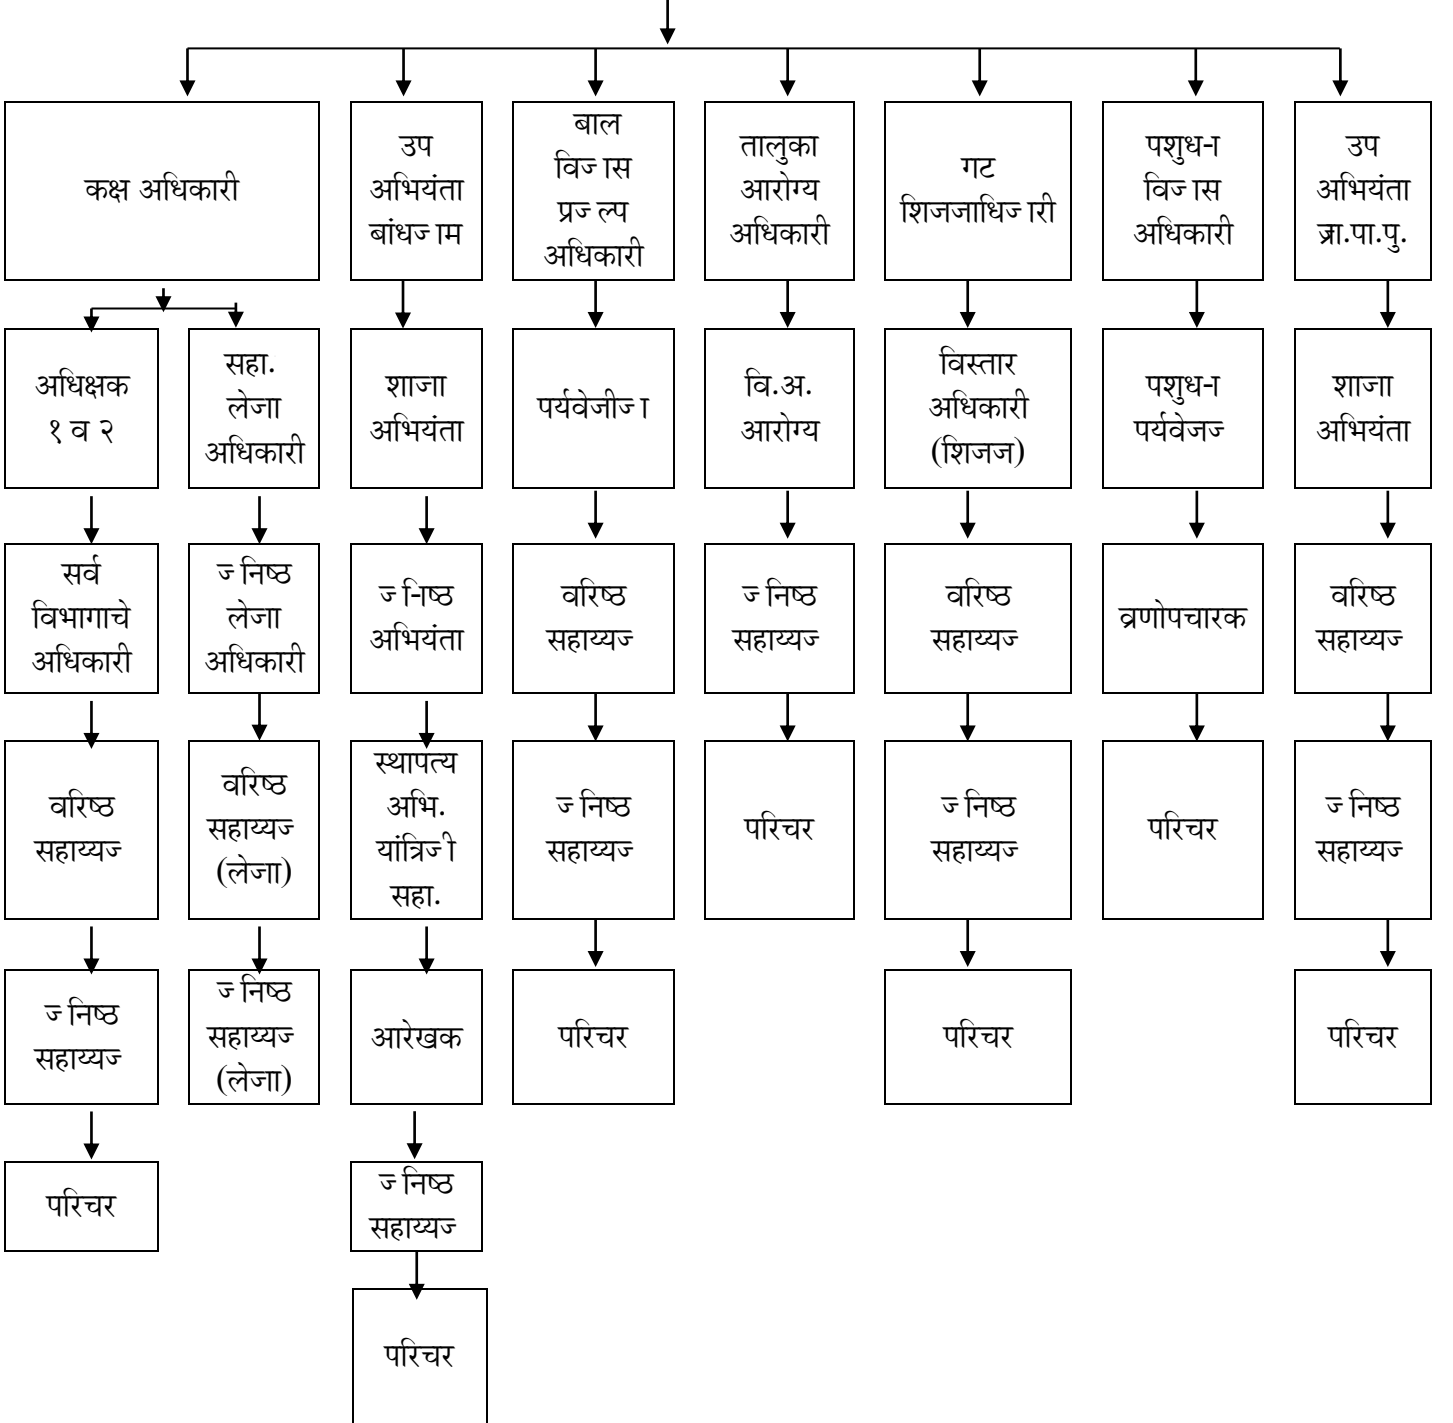 कक्ष अधिकारी
उप
अभियंता
बांधज्ाम
बाल
विज्ास
प्रज्ल्प
अधिकारी
तालुका
आरोग्य
अधिकारी
गट
शिजजाधिज्ारी
पशुध-ा
विज्ास
अधिकारी
उप
अभियंता
ज्रा.पा.पु.
अधिक्षक
१ व २
सहा.
लेजा
अधिकारी
शाजा
अभियंता
पर्यवेजीज्ा
वि.अ.
आरोग्य
विस्तार
अधिकारी
(शिजज)
पशुध-ा
पर्यवेजज्
शाजा
अभियंता
सर्व
विभागाचे
अधिकारी
ज्निष्ठ
लेजा
अधिकारी
ज्नि-ाष्ठ
अभियंता
वरिष्ठ
सहाय्यज्
ज्निष्ठ
सहाय्यज्
वरिष्ठ
सहाय्यज्
व्रणोपचारक
वरिष्ठ
सहाय्यज्
वरिष्ठ
सहाय्यज्
वरिष्ठ
सहाय्यज्
(लेजा)
स्थापत्य
अभि.
यांत्रिज्ी
सहा.
ज्निष्ठ
सहाय्यज्
परिचर
ज्निष्ठ
सहाय्यज्
परिचर
ज्निष्ठ
सहाय्यज्
ज्निष्ठ
सहाय्यज्
ज्निष्ठ
सहाय्यज्
(लेजा)
आरेखक
परिचर
परिचर
परिचर
परिचर
ज्निष्ठ
सहाय्यज्
परिचर